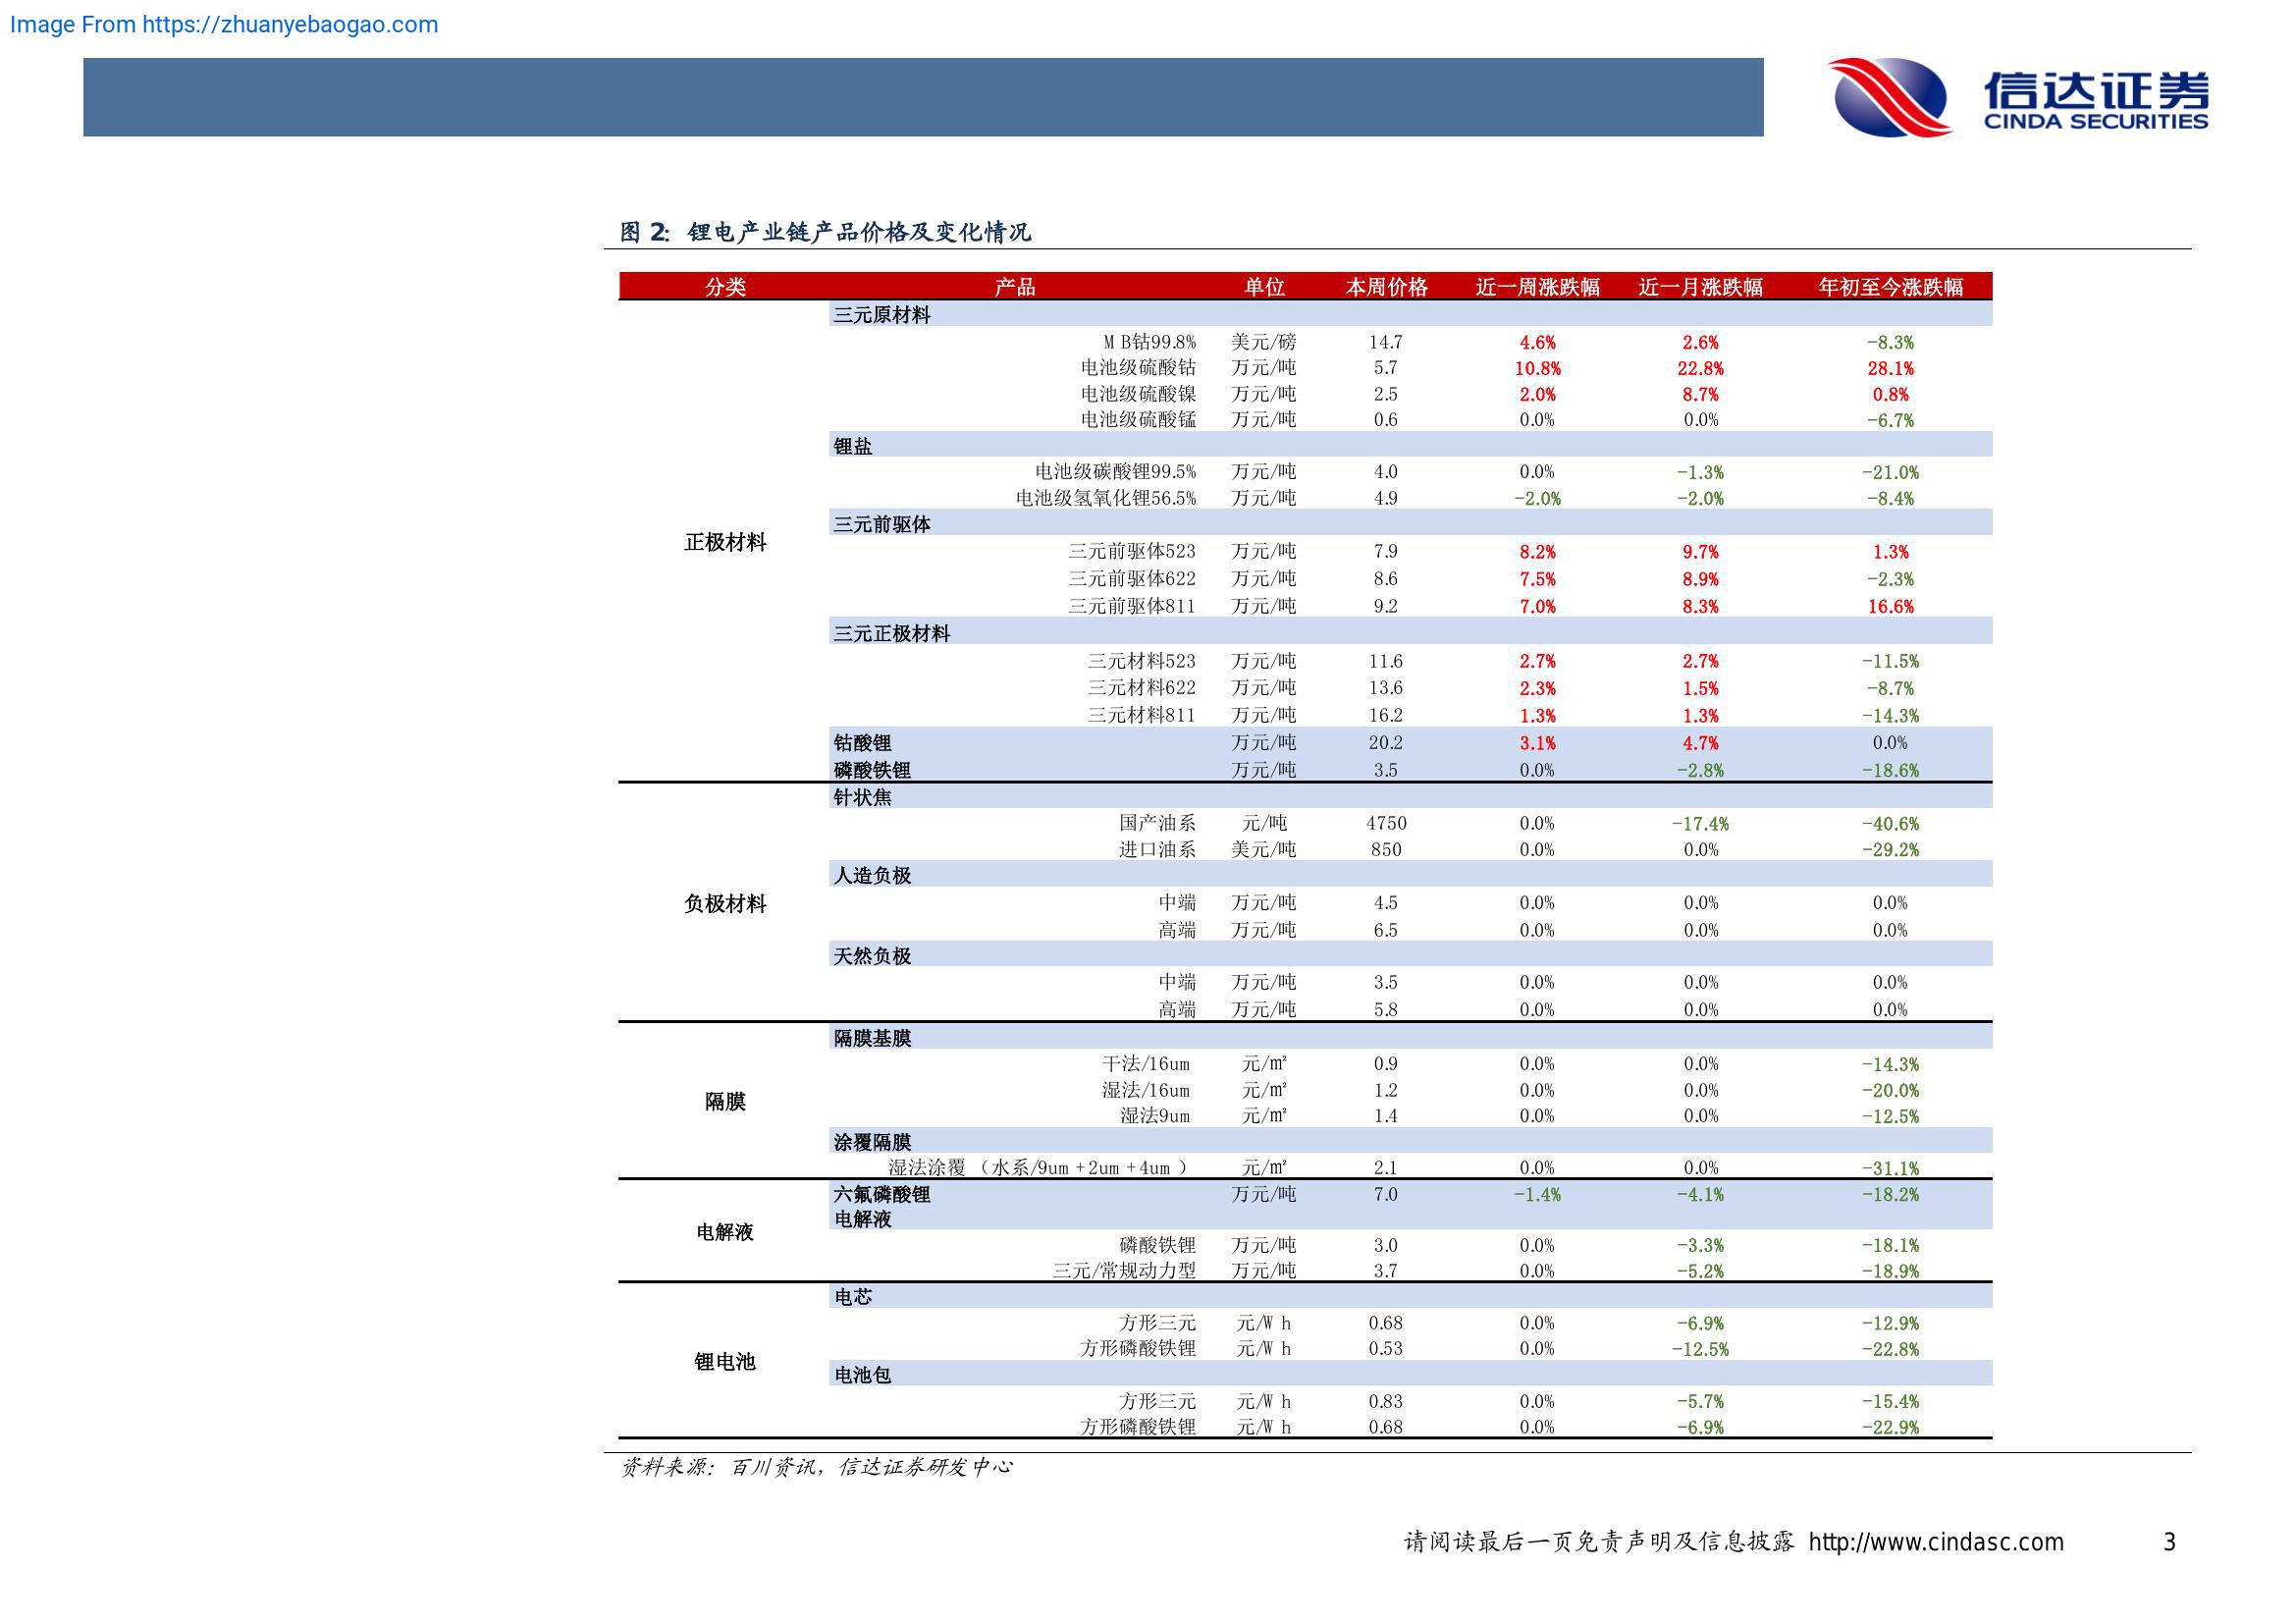 Image From https://zhuanyebaogao.com
信达证券
CINDA SECURITIES
图 2: 锂电产业链产品价格及变化情况
分类 产品 单位 本周价格 近一周涨跌幅 近一月涨跌幅 年初至今涨跌幅
三元原材料
MB钴99.8% 美元/磅 14.7 4.6% 2.6% -8.3%
电池级硫酸钴 万元/吨 5.7 10.8% 22.8% 28.1%
电池级硫酸镍 万元/吨 2.5 2.0% 8.7% 0.8%
电池级硫酸锰 万元/吨 0.6 0.0% 0.0% -6.7%
锂盐
电池级碳酸锂99.5% 万元/吨 4.0 0.0% -1.3% -21.0%
电池级氢氧化锂56.5% 万元/吨 4.9 -2.0% -2.0% -8.4%
三元前驱体
正极材料
三元前驱体523 万元/吨 7.9 8.2% 9.7% 1.3%
三元前驱体622 万元/吨 8.6 7.5% 8.9% -2.3%
三元前驱体811 万元/吨 9.2 7.0% 8.3% 16.6%
三元正极材料
三元材料523 万元/吨 11.6 2.7% 2.7% -11.5%
三元材料622 万元/吨 13.6 2.3% 1.5% -8.7%
三元材料811 万元/吨 16.2 1.3% 1.3% -14.3%
钴酸锂 万元/吨 20.2 3.1% 4.7% 0.0%
磷酸铁锂 万元/吨 3.5 0.0% -2.8% -18.6%
针状焦
国产油系 元/吨 4750 0.0% -17.4% -40.6%
进口油系 美元/吨 850 0.0% 0.0% -29.2%
人造负极
负极材料 中端 万元/吨 4.5 0.0% 0.0% 0.0%
高端 万元/吨 6.5 0.0% 0.0% 0.0%
天然负极
中端 万元/吨 3.5 0.0% 0.0% 0.0%
高端 万元/吨 5.8 0.0% 0.0% 0.0%
隔膜基膜
干法/16um 元/㎡ 0.9 0.0% 0.0% -14.3%
湿法/16um 元/㎡ 1.2 0.0% 0.0% -20.0%
隔膜
湿法9um 元/㎡ 1.4 0.0% 0.0% -12.5%
涂覆隔膜
湿法涂覆（水系/9um+2um+4um） 元/㎡ 2.1 0.0% 0.0% -31.1%
六氟磷酸锂 万元/吨 7.0 -1.4% -4.1% -18.2%
电解液
电解液
磷酸铁锂 万元/吨 3.0 0.0% -3.3% -18.1%
三元/常规动力型 万元/吨 3.7 0.0% -5.2% -18.9%
电芯
方形三元 元/Wh 0.68 0.0% -6.9% -12.9%
方形磷酸铁锂 元/Wh 0.53 0.0% -12.5% -22.8%
锂电池
电池包
方形三元 元/Wh 0.83 0.0% -5.7% -15.4%
方形磷酸铁锂 元/Wh 0.68 0.0% -6.9% -22.9%
资料来源: 百川资讯, 信达证券研发中心
请阅读最后一页免责声明及信息披露 http://www.cindasc.com 3